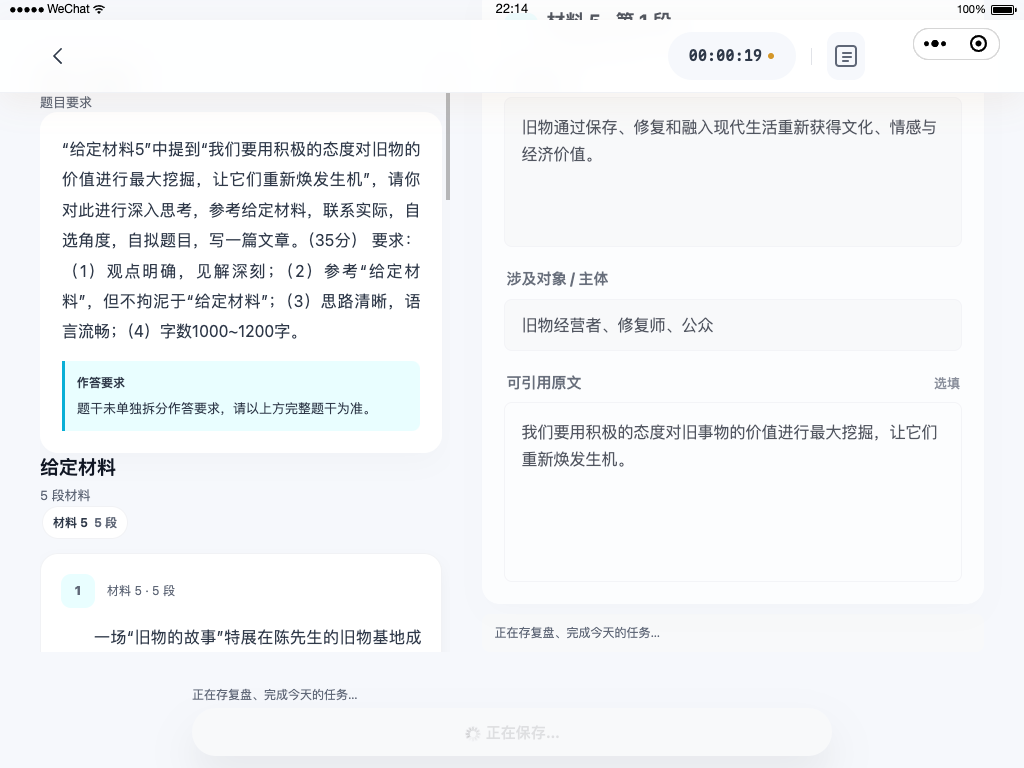 WeChat
22:14
100%
材料 5 · 第 1 段
00:00:19
题目要求
“给定材料5”中提到“我们要用积极的态度对旧物的
价值进行最大挖掘，让它们重新焕发生机”，请你
对此进行深入思考，参考给定材料，联系实际，自
选角度，自拟题目，写一篇文章。（35分） 要求：
（1）观点明确，见解深刻；（2）参考“给定材
料”，但不拘泥于“给定材料”；（3）思路清晰，语
言流畅；（4）字数1000~1200字。
作答要求
题干未单独拆分作答要求，请以上方完整题干为准。
给定材料
5 段材料
材料 5 5 段
1 材料 5 · 5 段
一场“旧物的故事”特展在陈先生的旧物基地成
旧物通过保存、修复和融入现代生活重新获得文化、情感与
经济价值。
涉及对象 / 主体
旧物经营者、修复师、公众
可引用原文 选填
我们要用积极的态度对旧事物的价值进行最大挖掘，让它们
重新焕发生机。
正在存复盘、完成今天的任务...
正在存复盘、完成今天的任务...
正在保存...